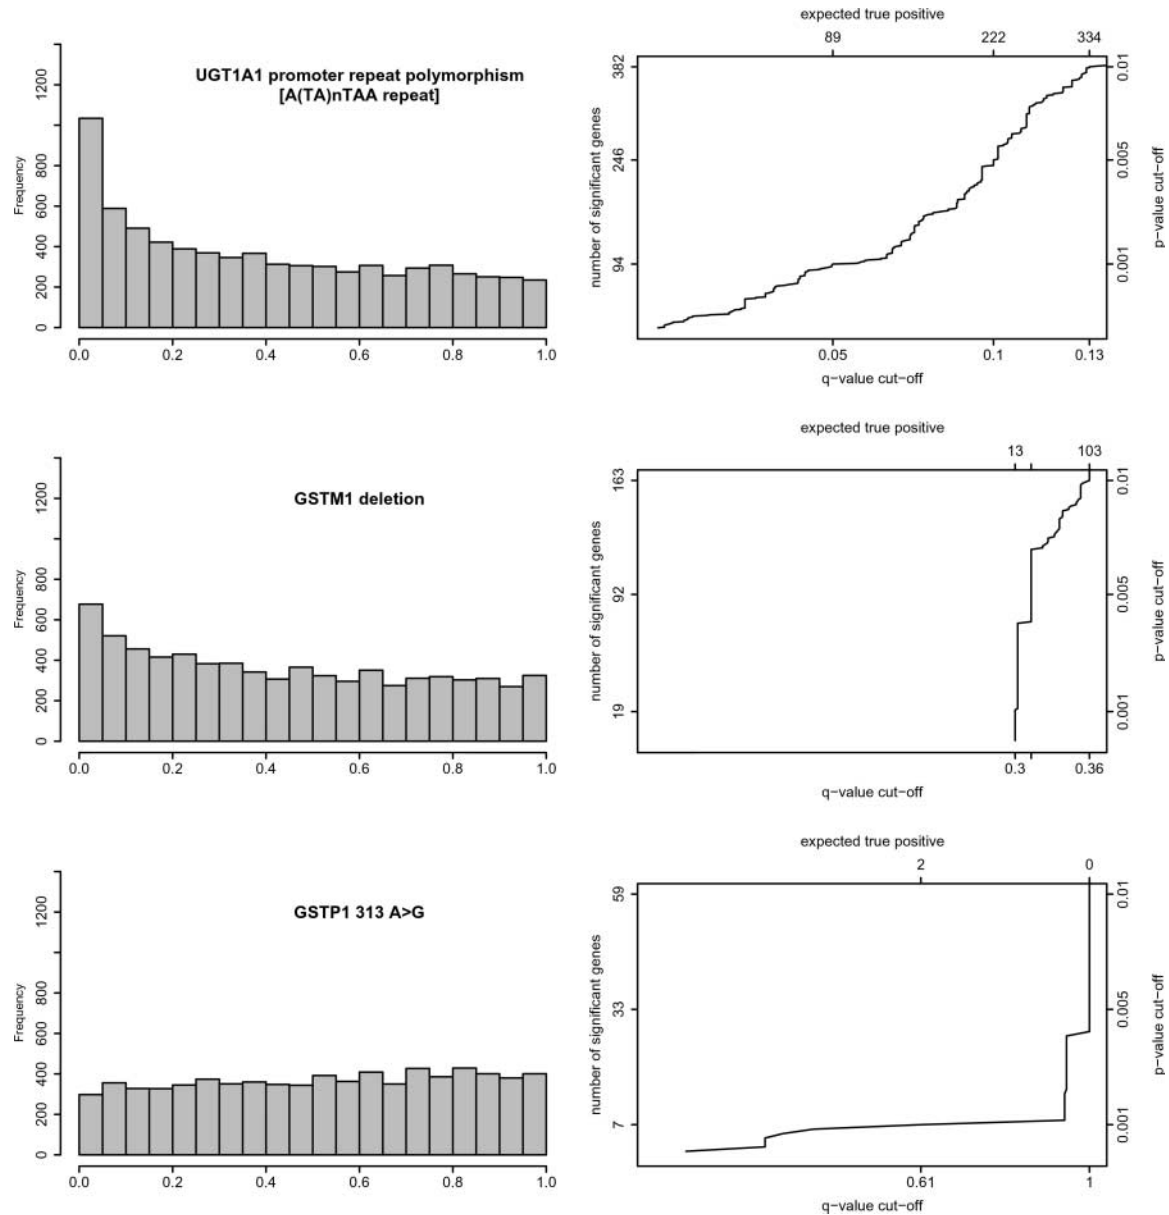 UGT1A1 promoter repeat polymorphism
[A(TA)nTAA repeat]
Frequency
0 200 400 600 800 1200
0.0 0.2 0.4 0.6 0.8 1.0
expected true positive
89 222 334
number of significant genes
94 246 382
p-value cut-off
0.001 0.005 0.01
0.05 0.1 0.13
q-value cut-off
GSTM1 deletion
Frequency
0 200 400 600 800 1200
0.0 0.2 0.4 0.6 0.8 1.0
expected true positive
13 103
number of significant genes
19 92 163
p-value cut-off
0.001 0.005 0.01
0.3 0.36
q-value cut-off
GSTP1 313 A>G
Frequency
0 200 400 600 800 1200
0.0 0.2 0.4 0.6 0.8 1.0
expected true positive
2 0
number of significant genes
7 33 59
p-value cut-off
0.001 0.005 0.01
0.61 1
q-value cut-off